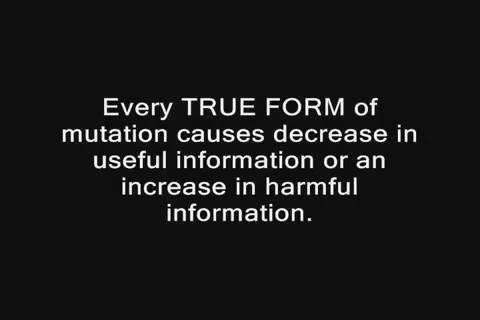 Every TRUE FORM of
mutation causes decrease in
useful information or an
increase in harmful
information.